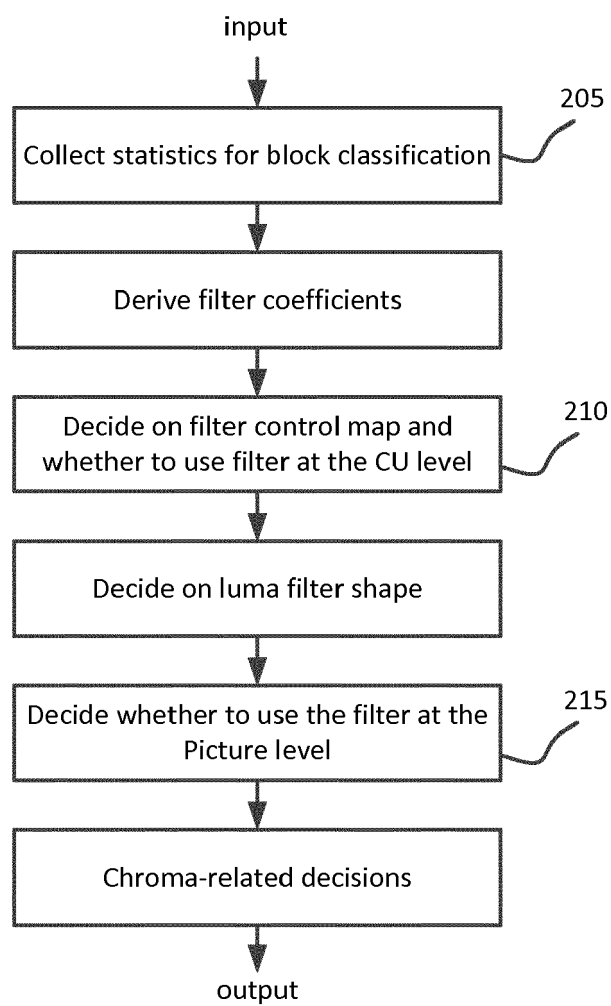 input
205
Collect statistics for block classification
Derive filter coefficients
210
Decide on filter control map and
whether to use filter at the CU level
Decide on luma filter shape
215
Decide whether to use the filter at the
Picture level
Chroma-related decisions
output